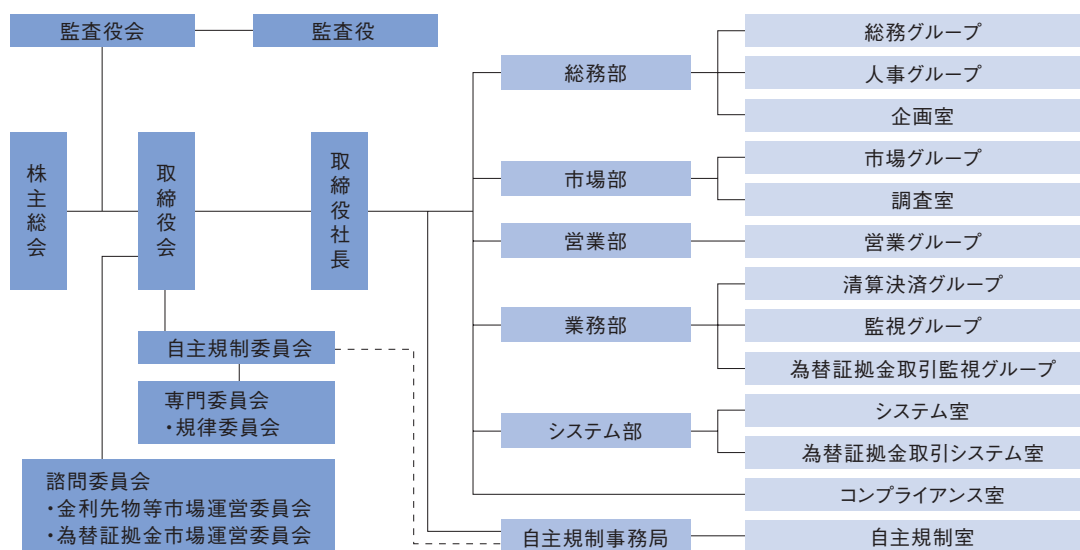 監査役会
監査役
株主総会
取締役会
取締役社長
自主規制委員会
専門委員会
・規律委員会
諮問委員会
・金利先物等市場運営委員会
・為替証拠金市場運営委員会
総務部
総務グループ
人事グループ
企画室
市場部
市場グループ
調査室
営業部
営業グループ
業務部
清算決済グループ
監視グループ
為替証拠金取引監視グループ
システム部
システム室
為替証拠金取引システム室
コンプライアンス室
自主規制事務局
自主規制室